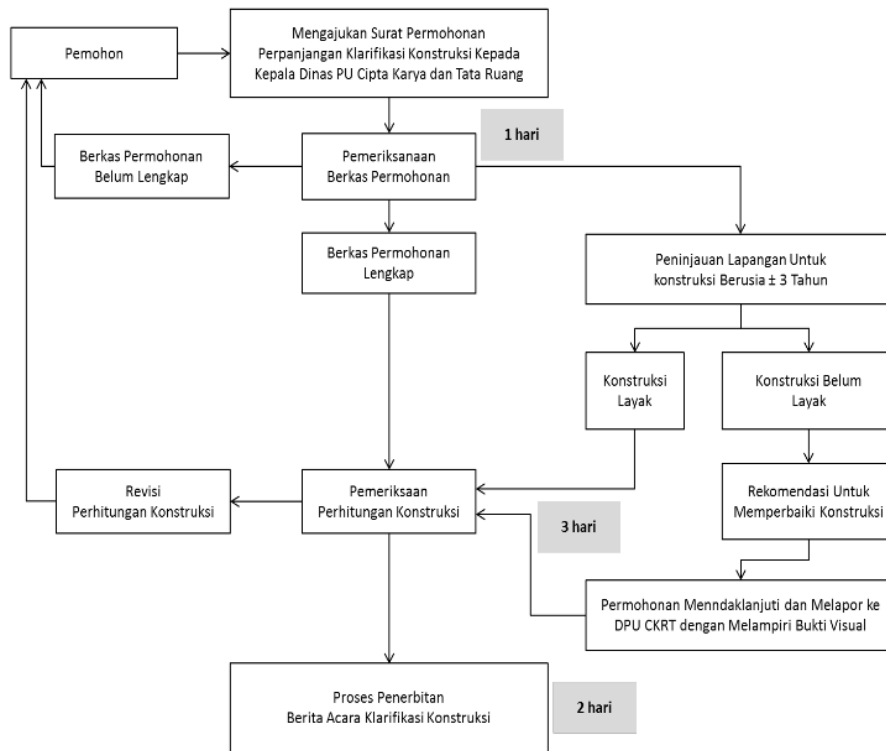 Mengajukan Surat Permohonan
Perpanjangan Klarifikasi Konstruksi Kepada
Kepala Dinas PU Cipta Karya dan Tata Ruang
Pemohon
1 hari
Berkas Permohonan
Belum Lengkap
Pemeriksanaan
Berkas Permohonan
Berkas Permohonan
Lengkap
Peninjauan Lapangan Untuk
konstruksi Berusia ± 3 Tahun
Konstruksi
Layak
Konstruksi Belum
Layak
Revisi
Perhitungan Konstruksi
Pemeriksaan
Perhitungan Konstruksi
Rekomendasi Untuk
Memperbaiki Konstruksi
3 hari
Permohonan Menndaklanjuti dan Melapor ke
DPU CKRT dengan Melampiri Bukti Visual
Proses Penerbitan
Berita Acara Klarifikasi Konstruksi
2 hari